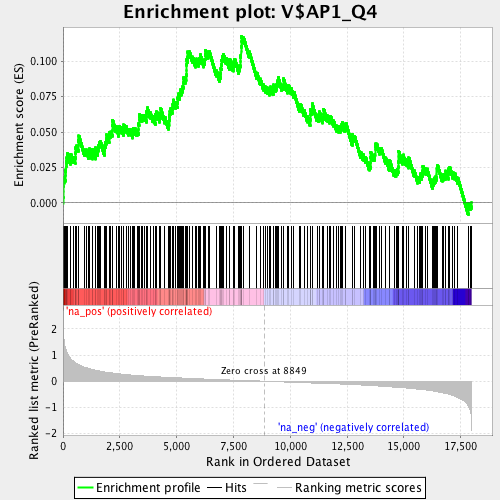 Enrichment plot: V$AP1_Q4
Enrichment score (ES)
0.100
0.075
0.050
0.025
0.000
'na_pos' (positively correlated)
Ranked list metric (PreRanked)
2
1
0
-1
-2
Zero cross at 8849
'na_neg' (negatively correlated)
0
2,500
5,000
7,500
10,000
12,500
15,000
17,500
Rank in Ordered Dataset
Enrichment profile
Hits
Ranking metric scores